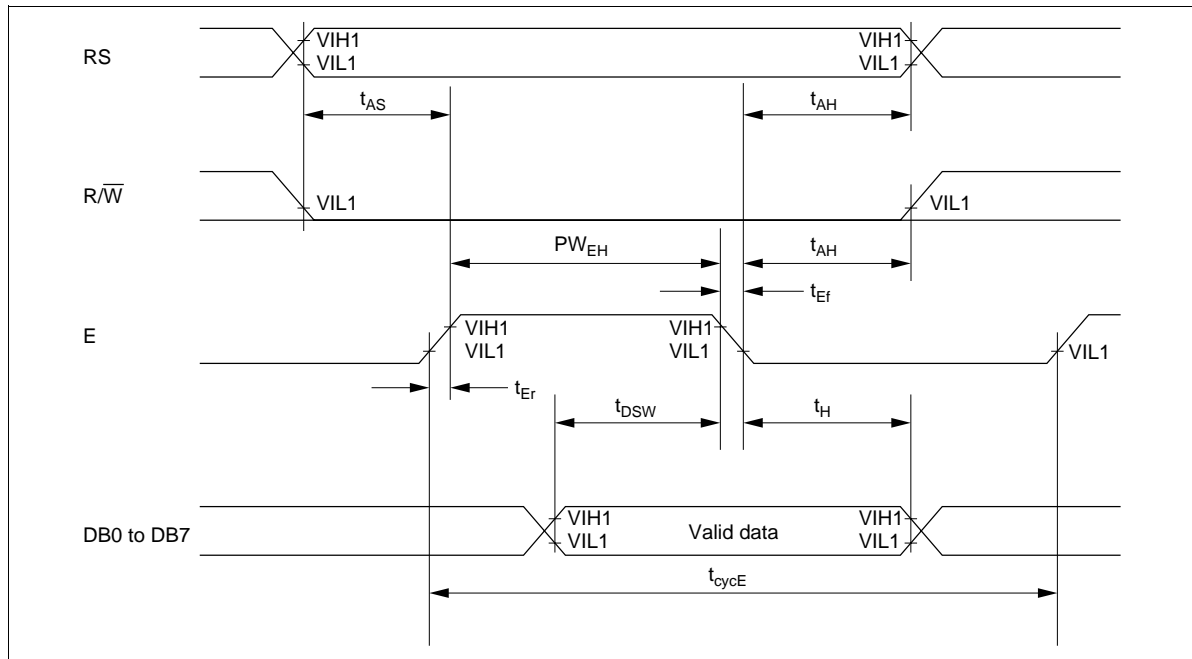 RS
VIH1
VIL1
VIH1
VIL1
tAS
tAH
R/W̅
VIL1
VIL1
PWEH
tAH
tEf
E
VIH1
VIL1
VIH1
VIL1
VIL1
tEr
tDSW
tH
DB0 to DB7
VIH1
VIL1
Valid data
VIH1
VIL1
tcycE